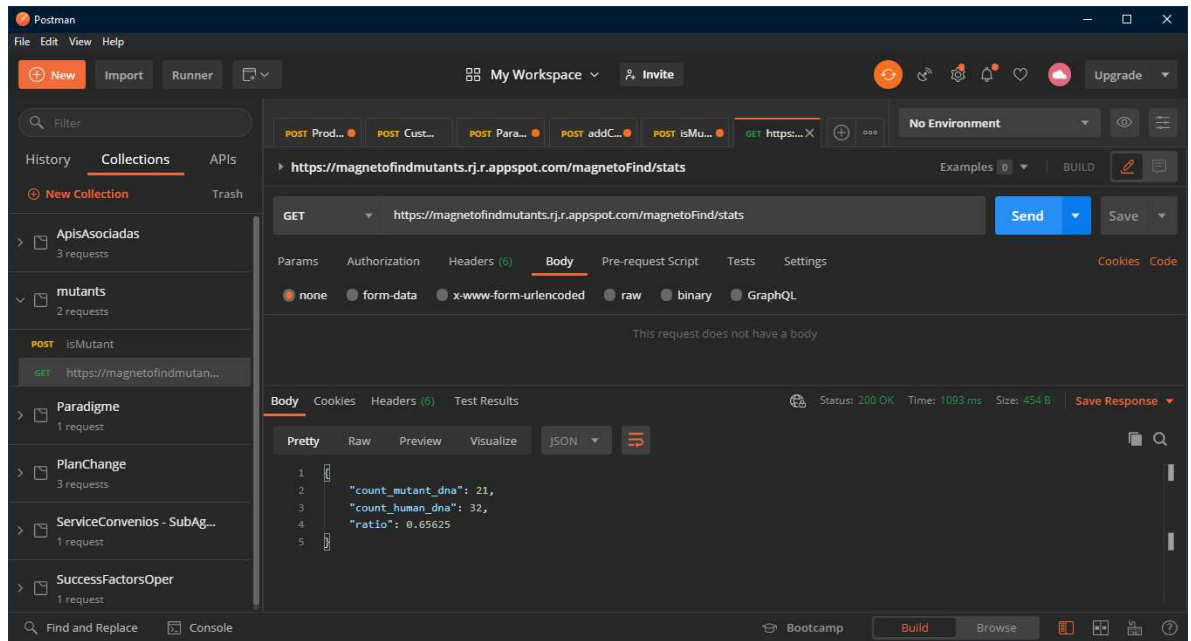 Postman
File Edit View Help
New Import Runner My Workspace Invite Upgrade
Filter
History Collections APIs
New Collection Trash
ApisAsociadas
3 requests
mutants
2 requests
POST isMutant
GET https://magnetofindmutan...
Paradigme
1 request
PlanChange
3 requests
ServiceConvenios - SubAg...
1 request
SuccessFactorsOper
1 request
POST Prod... POST Cust... POST Para... POST addC... POST isMu... GET https:... No Environment
https://magnetofindmutants.rj.r.appspot.com/magnetoFind/stats Examples 0 BUILD
GET https://magnetofindmutants.rj.r.appspot.com/magnetoFind/stats Send Save
Params Authorization Headers (6) Body Pre-request Script Tests Settings Cookies Code
none form-data x-www-form-urlencoded raw binary GraphQL
This request does not have a body
Body Cookies Headers (6) Test Results Status: 200 OK Time: 1093 ms Size: 454 B Save Response
Pretty Raw Preview Visualize JSON
1 {
2 "count_mutant_dna": 21,
3 "count_human_dna": 32,
4 "ratio": 0.65625
5 }
Find and Replace Console Bootcamp Build Browse